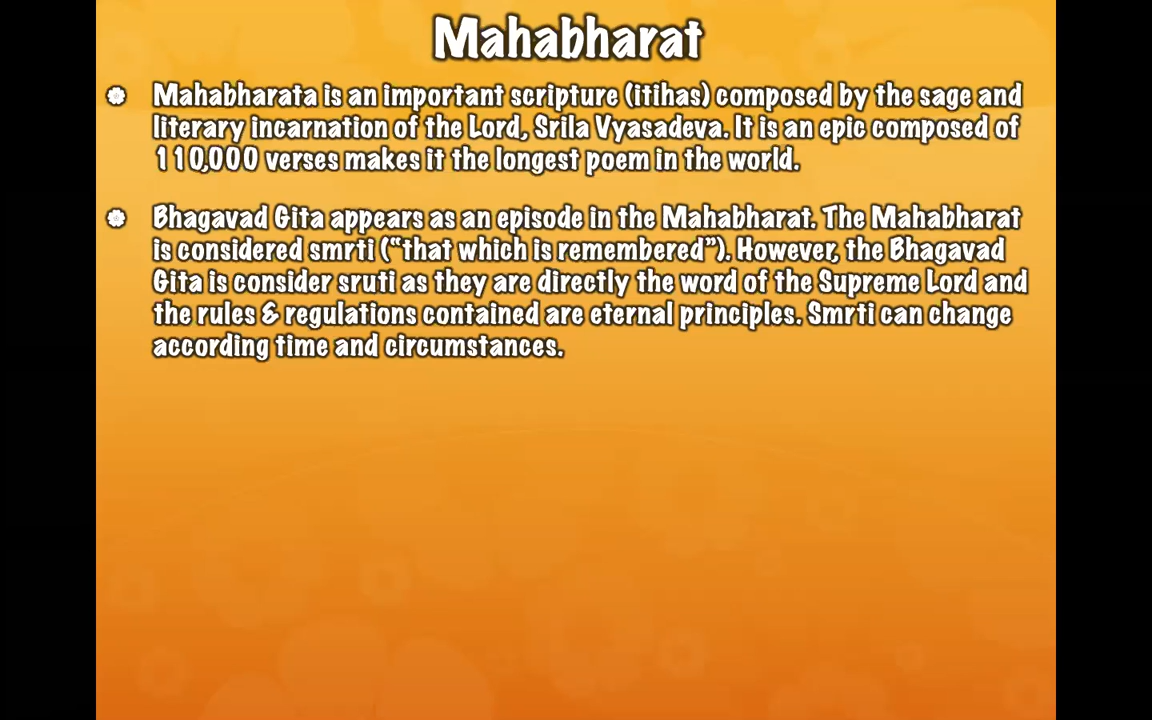 Mahabharat
Mahabharata is an important scripture (itihas) composed by the sage and
literary incarnation of the Lord, Srila Vyasadeva. It is an epic composed of
110,000 verses makes it the longest poem in the world.
Bhagavad Gita appears as an episode in the Mahabharat. The Mahabharat
is considered smrti (“that which is remembered”). However, the Bhagavad
Gita is consider sruti as they are directly the word of the Supreme Lord and
the rules & regulations contained are eternal principles. Smrti can change
according time and circumstances.